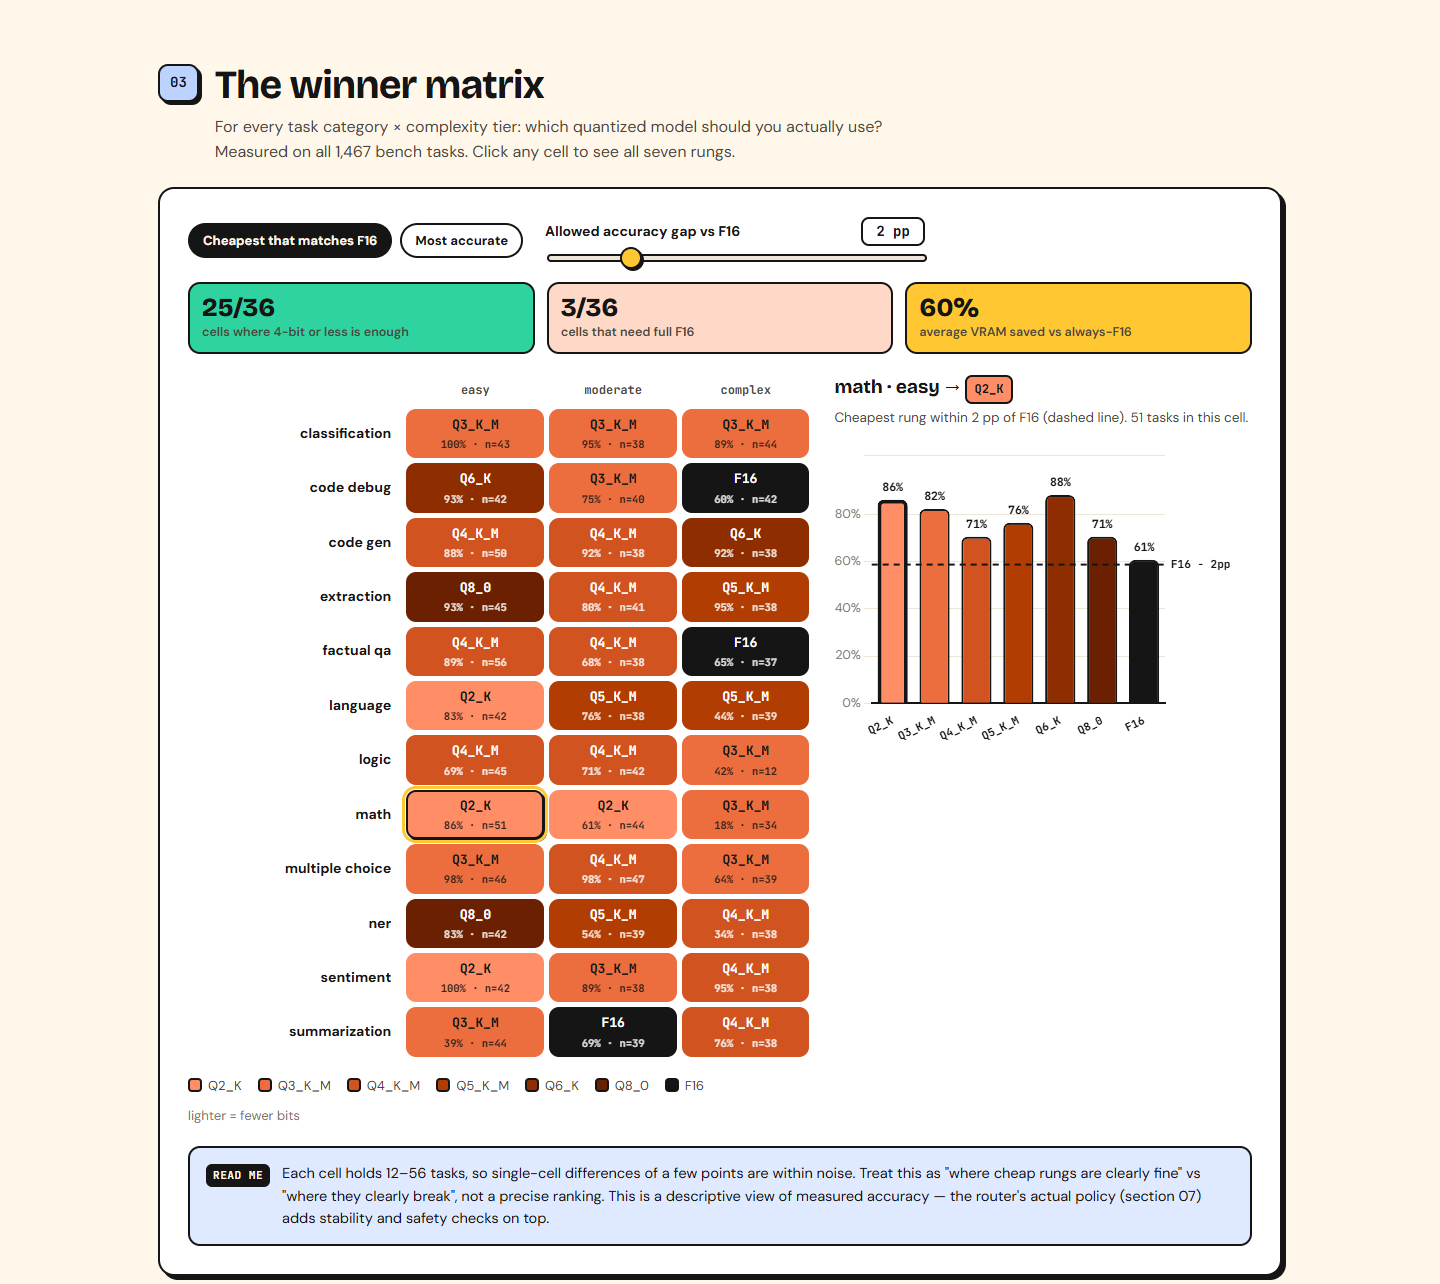 03
The winner matrix
For every task category × complexity tier: which quantized model should you actually use?
Measured on all 1,467 bench tasks. Click any cell to see all seven rungs.
Cheapest that matches F16
Most accurate
Allowed accuracy gap vs F16
2 pp
25/36
cells where 4-bit or less is enough
3/36
cells that need full F16
60%
average VRAM saved vs always-F16
easy moderate complex
classification
Q3_K_M Q3_K_M Q3_K_M
100% · n=43 95% · n=38 89% · n=44
code debug
Q6_K Q3_K_M F16
93% · n=42 75% · n=40 60% · n=42
code gen
Q4_K_M Q4_K_M Q6_K
88% · n=50 92% · n=38 92% · n=38
extraction
Q8_0 Q4_K_M Q5_K_M
93% · n=45 80% · n=41 95% · n=38
factual qa
Q4_K_M Q4_K_M F16
89% · n=56 68% · n=38 65% · n=37
language
Q2_K Q5_K_M Q5_K_M
83% · n=42 76% · n=38 44% · n=39
logic
Q4_K_M Q4_K_M Q3_K_M
69% · n=45 71% · n=42 42% · n=12
math
Q2_K Q2_K Q3_K_M
86% · n=51 61% · n=44 18% · n=34
multiple choice
Q3_K_M Q4_K_M Q3_K_M
98% · n=46 98% · n=47 64% · n=39
ner
Q8_0 Q5_K_M Q4_K_M
83% · n=42 54% · n=39 34% · n=38
sentiment
Q2_K Q3_K_M Q4_K_M
100% · n=42 89% · n=38 95% · n=38
summarization
Q3_K_M F16 Q4_K_M
39% · n=44 69% · n=39 76% · n=38
Q2_K Q3_K_M Q4_K_M Q5_K_M Q6_K Q8_0 F16
lighter = fewer bits
math · easy → Q2_K
Cheapest rung within 2 pp of F16 (dashed line). 51 tasks in this cell.
86% 82% 71% 76% 88% 71% 61%
80%
60%
40%
20%
0%
F16 - 2pp
Q2_K Q3_K_M Q4_K_M Q5_K_M Q6_K Q8_0 F16
READ ME
Each cell holds 12–56 tasks, so single-cell differences of a few points are within noise. Treat this as "where cheap rungs are clearly fine" vs
"where they clearly break", not a precise ranking. This is a descriptive view of measured accuracy — the router's actual policy (section 07)
adds stability and safety checks on top.